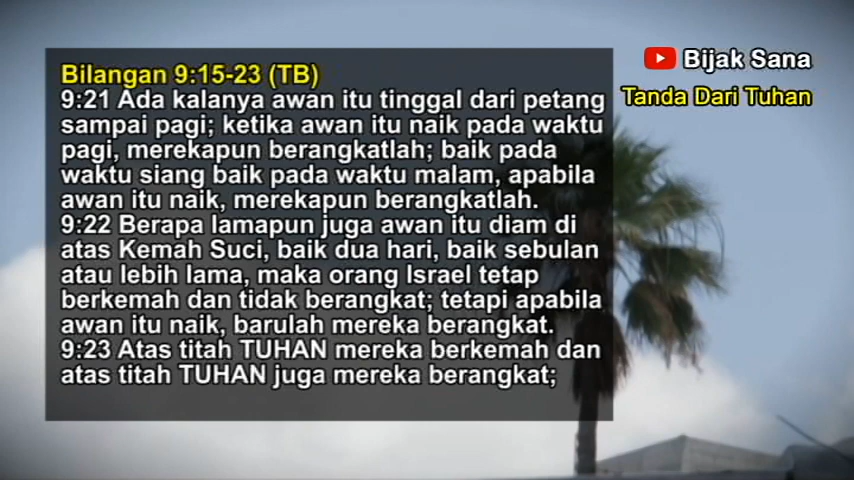 Bilangan 9:15-23 (TB)
9:21 Ada kalanya awan itu tinggal dari petang
sampai pagi; ketika awan itu naik pada waktu
pagi, merekapun berangkatlah; baik pada
waktu siang baik pada waktu malam, apabila
awan itu naik, merekapun berangkatlah.
9:22 Berapa lamapun juga awan itu diam di
atas Kemah Suci, baik dua hari, baik sebulan
atau lebih lama, maka orang Israel tetap
berkemah dan tidak berangkat; tetapi apabila
awan itu naik, barulah mereka berangkat.
9:23 Atas titah TUHAN mereka berkemah dan
atas titah TUHAN juga mereka berangkat;
Bijak Sana
Tanda Dari Tuhan